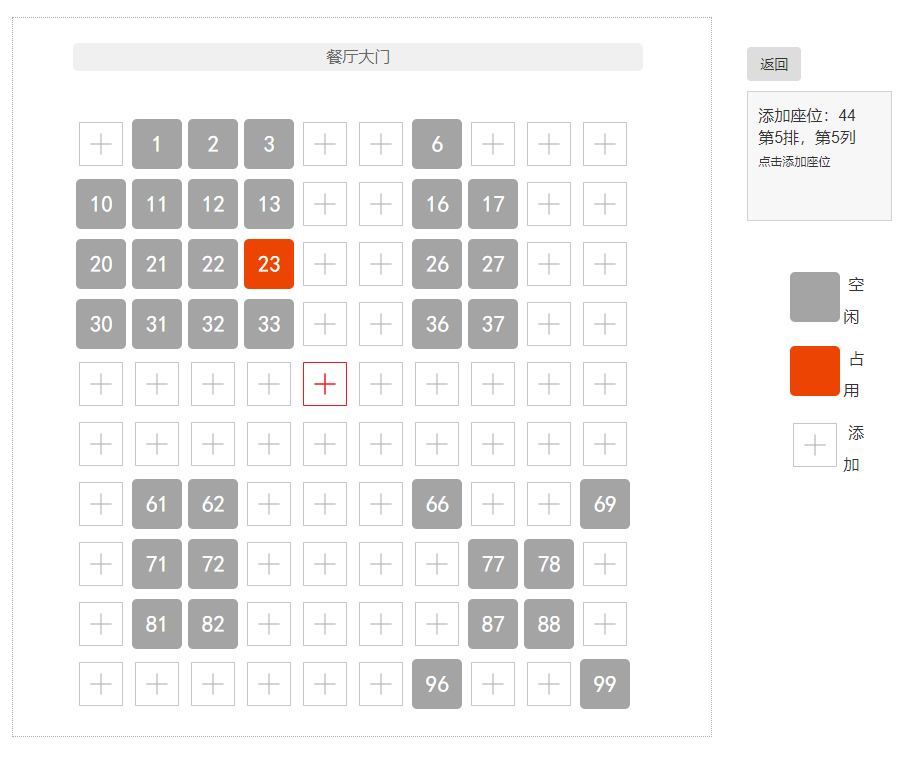 餐厅大门
返回
添加座位：44
第5排，第5列
点击添加座位
1 2 3 6
10 11 12 13 16 17
20 21 22 23 26 27
30 31 32 33 36 37
61 62 66 69
71 72 77 78
81 82 87 88
96 99
空
闲
占
用
添
加